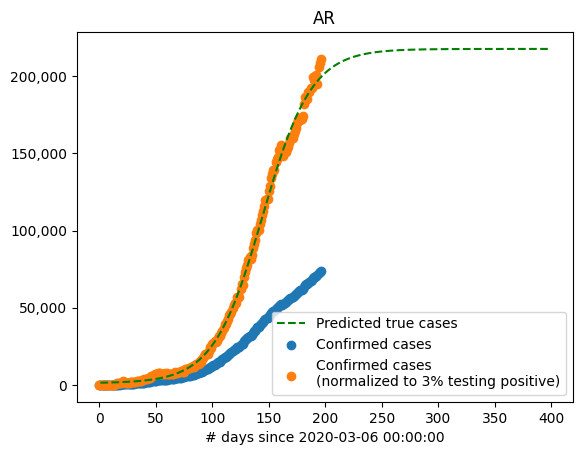 AR
200,000
150,000
100,000
50,000
0
0 50 100 150 200 250 300 350 400
# days since 2020-03-06 00:00:00
Predicted true cases
Confirmed cases
Confirmed cases
(normalized to 3% testing positive)